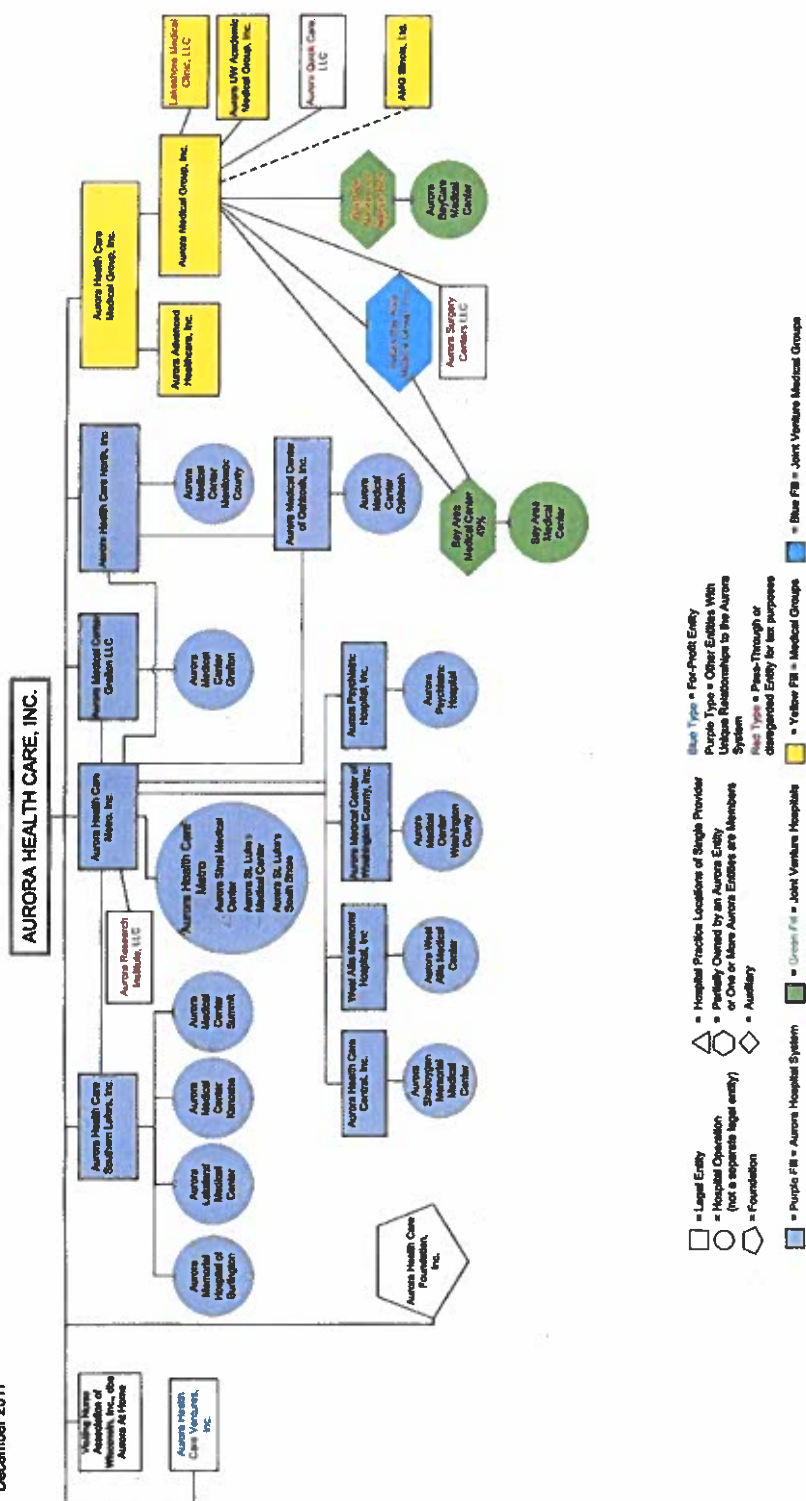 December 2011
AURORA HEALTH CARE, INC.
Visiting Nurse
Association of
Wisconsin, Inc., dba
Aurora At Home
Aurora Health
Care Ventures,
Inc.
Aurora Health Care
Foundation,
Inc.
Aurora Health Care
Southern Lakes, Inc.
Aurora
Memorial
Hospital of
Burlington
Aurora
Lakeland
Medical
Center
Aurora
Medical
Center
Kenosha
Aurora
Medical
Center
Summit
Aurora Research
Institute, LLC
Aurora Health Care
Metro, Inc
Aurora Health Care
Metro
Aurora Sinai Medical
Center
Aurora St. Luke's
Medical Center
Aurora St. Luke's
South Shore
Aurora Health Care
Central, Inc.
Aurora
Sheboygan
Memorial
Medical
Center
West Allis Memorial
Hospital, Inc
Aurora West
Allis Medical
Center
Aurora Medical Center of
Washington County, Inc.
Aurora
Medical
Center
Washington
County
Aurora Psychiatric
Hospital, Inc.
Aurora
Psychiatric
Hospital
Aurora Medical Center
Grafton LLC
Aurora
Medical
Center
Grafton
Aurora Health Care North, Inc
Aurora
Medical
Center
Manitowoc
County
Aurora Medical Center
of Oshkosh, Inc.
Aurora
Medical
Center
Oshkosh
Aurora Health Care
Medical Group, Inc.
Aurora Advanced
Healthcare, Inc.
Aurora Medical Group, Inc.
Lakeshore Medical
Clinic, LLC
Aurora UW Academic
Medical Group, Inc.
Aurora Quick Care,
LLC
AMG Illinois, Ltd.
Aurora
BayCare
Medical
Center
Aurora Surgery
Centers LLC
Bay Area
Medical Center
49%
Bay Area
Medical
Center
= Legal Entity
= Hospital Operation
(not a separate legal entity)
= Foundation
= Hospital Practice Locations of Single Provider
= Partially Owned by an Aurora Entity
or One or More Aurora Entities are Members
= Auxiliary
Blue Type = For-Profit Entity
Purple Type = Other Entities With
Unique Relationships to the Aurora
System
Red Type = Pass-Through or
disregarded Entity for tax purposes
= Purple Fill = Aurora Hospital System
= Green Fill = Joint Venture Hospitals
= Yellow Fill = Medical Groups
= Blue Fill = Joint Venture Medical Groups